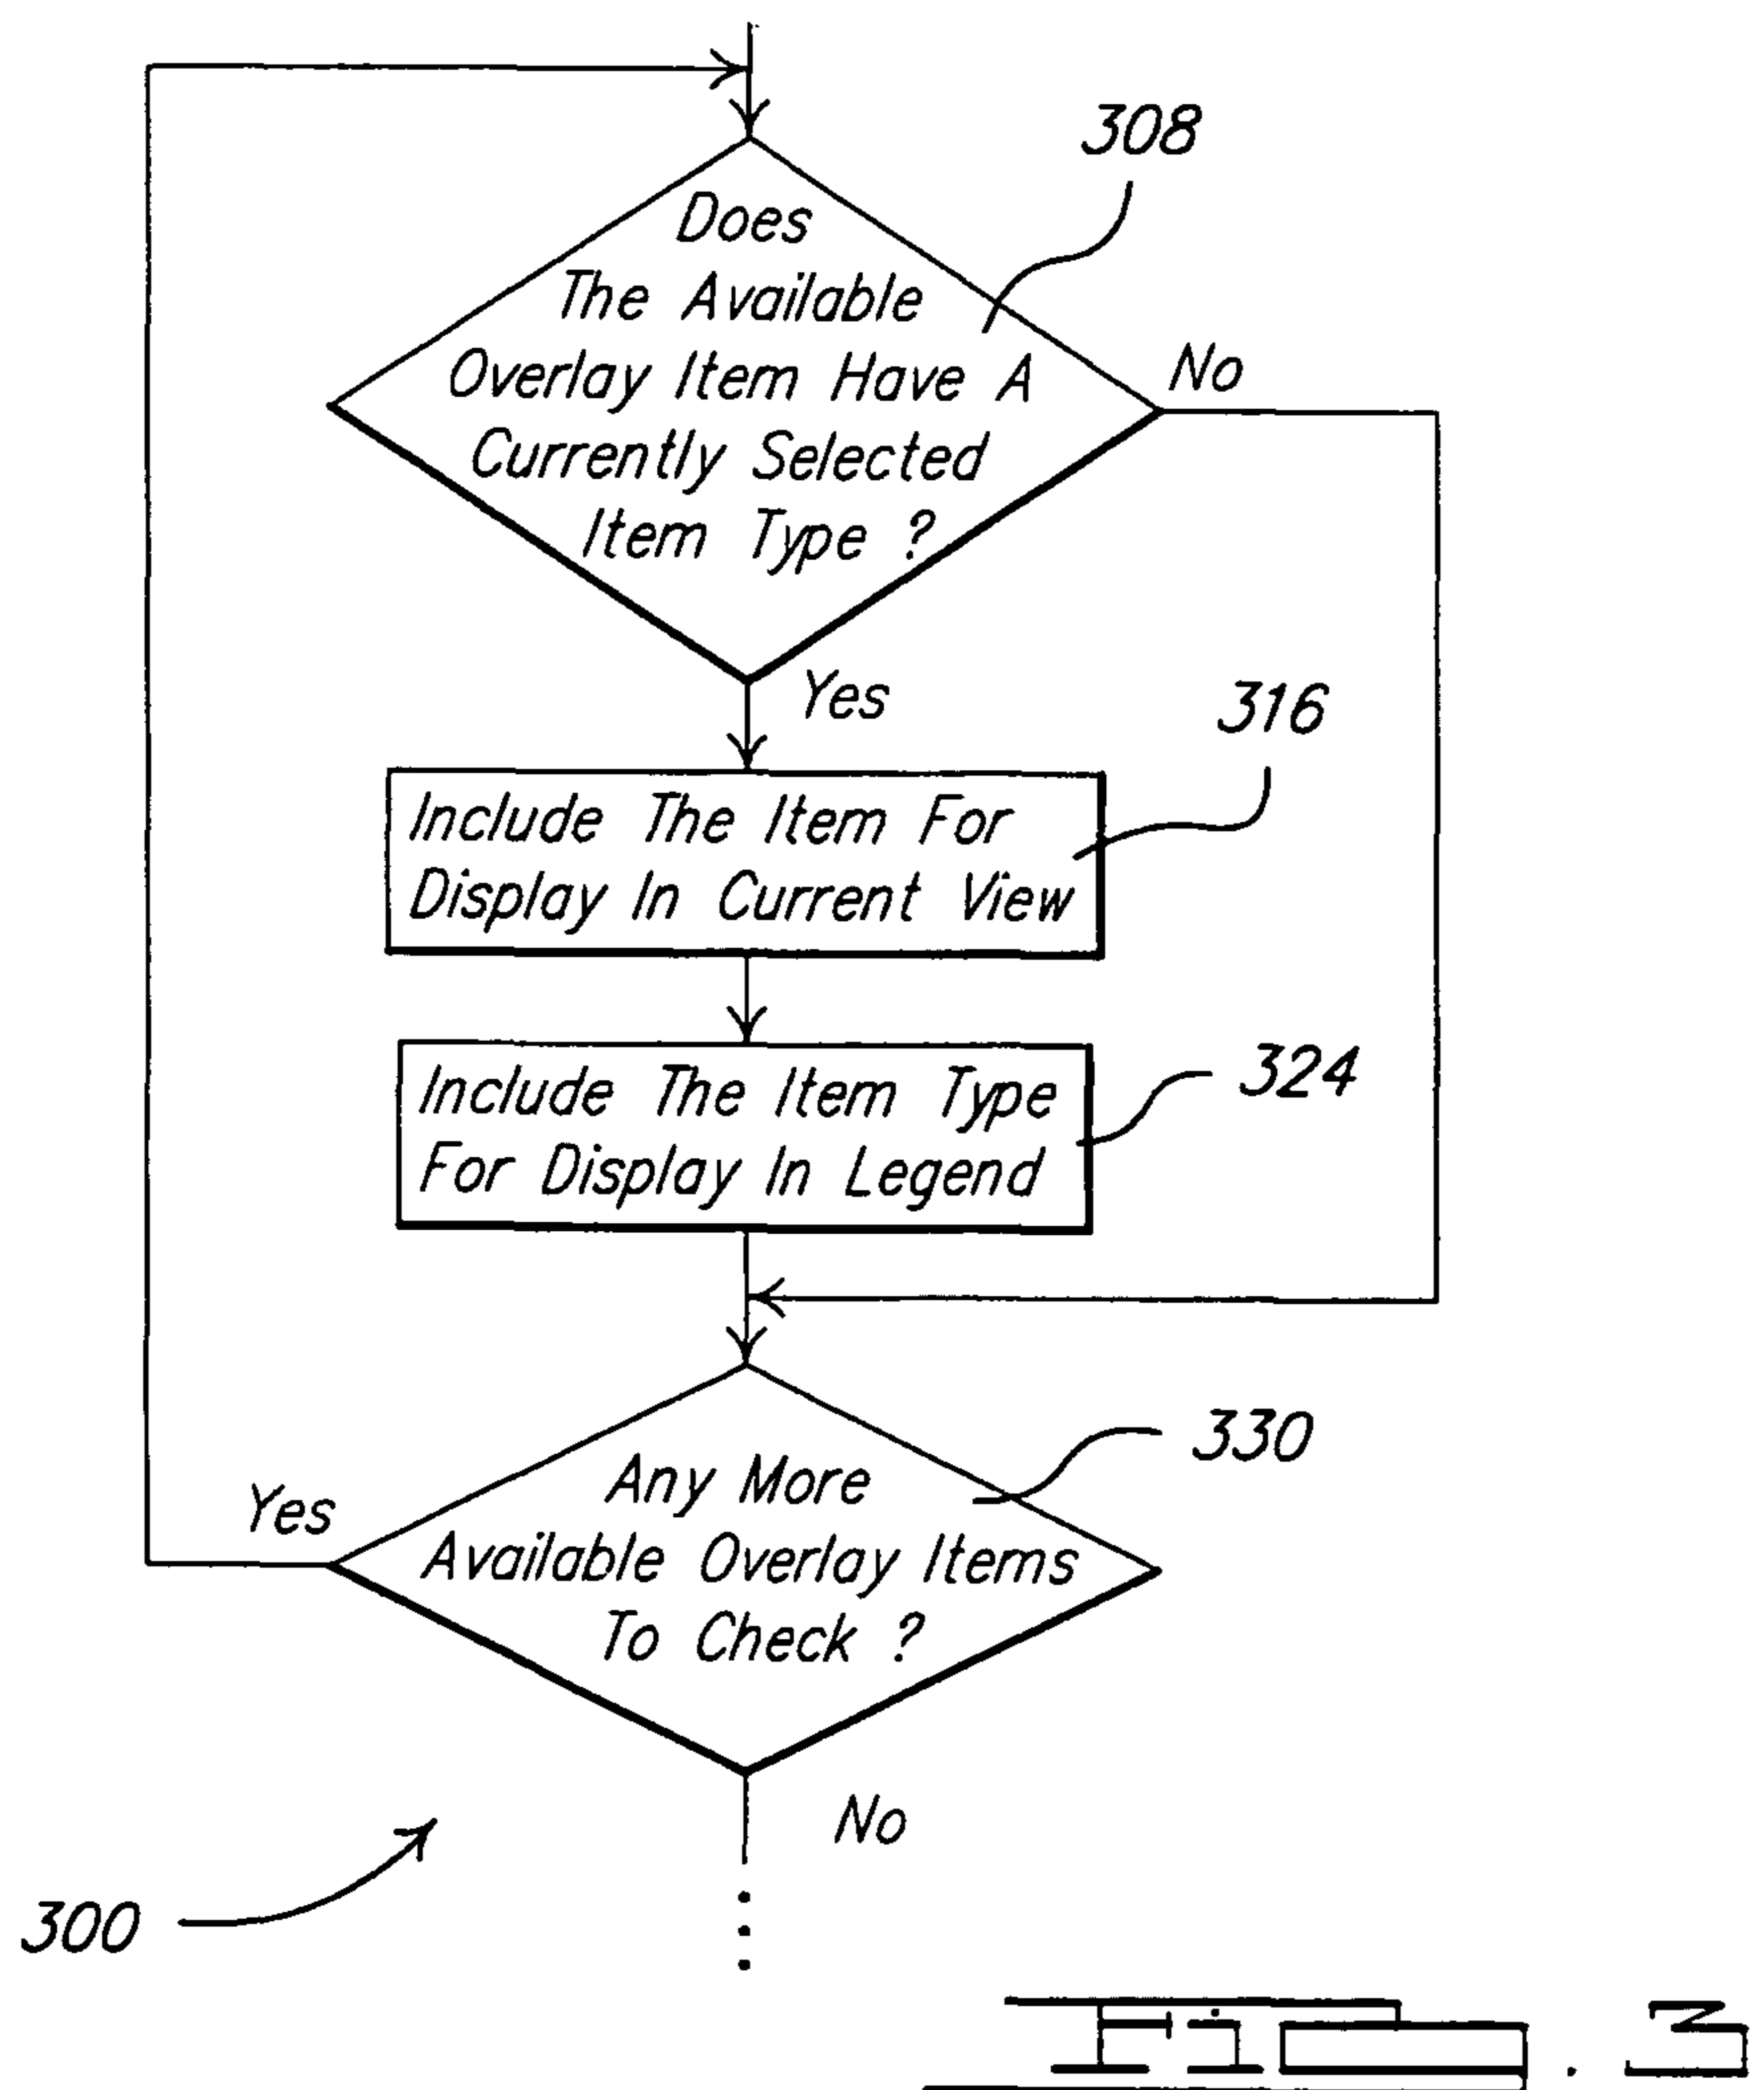 308
Does
The Available
Overlay Item Have A
Currently Selected
Item Type ?
No
Yes
316
Include The Item For
Display In Current View
324
Include The Item Type
For Display In Legend
330
Any More
Available Overlay Items
To Check ?
Yes
No
300
Fig. 3